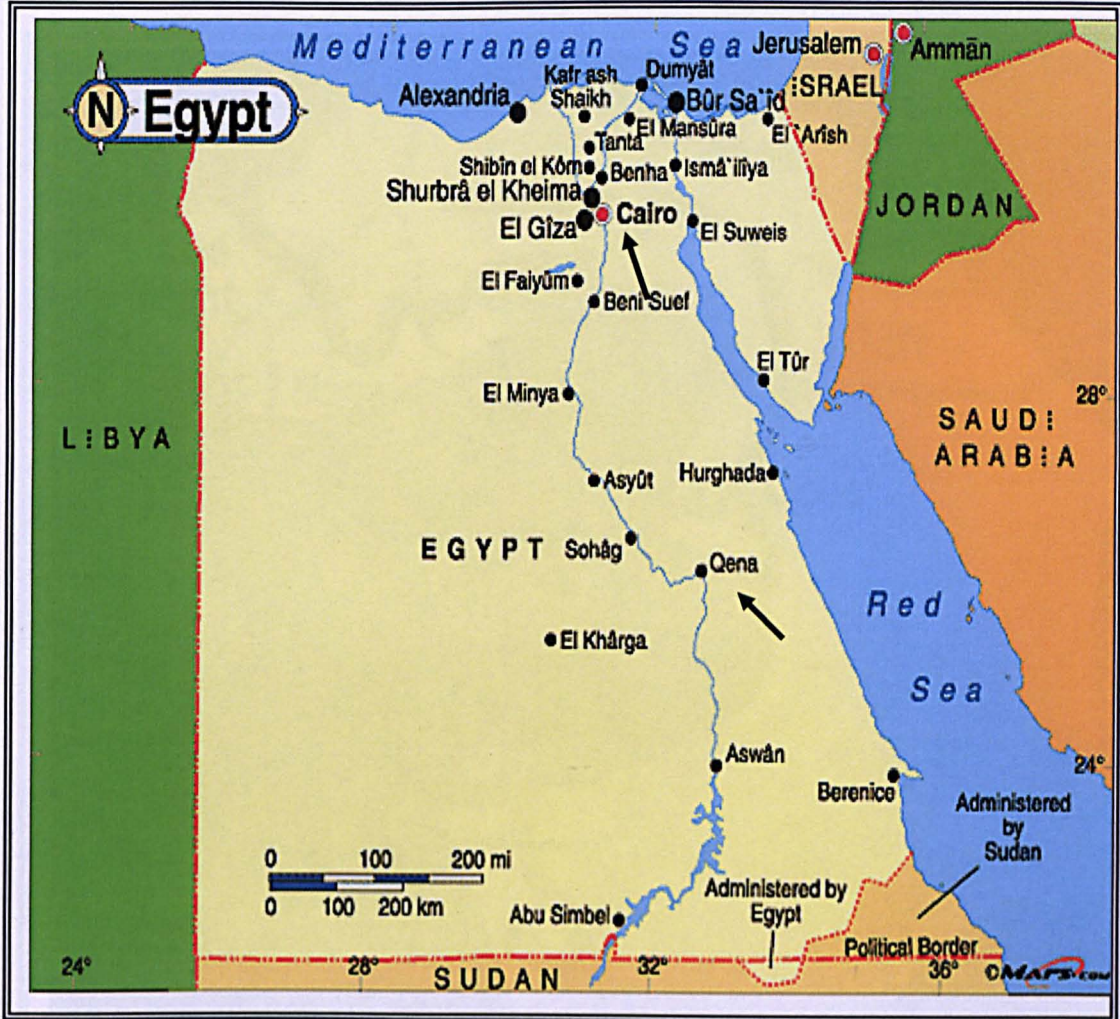 Mediterranean Sea
Jerusalem
Ammān
N Egypt
Alexandria
Kafr ash
Shaikh
Dumyât
Bûr Sa`id
ISRAEL
El Mansûra
El `Arîsh
Tanta
Shibîn el Kôm
Benha
Ismâ`ilîya
Shurbrâ el Kheima
El Gîza
Cairo
El Suweis
JORDAN
El Faiyûm
Beni Suef
El Minya
El Tûr
28°
LIBYA
SAUDI
ARABIA
Asyût
Hurghada
EGYPT
Sohâg
Qena
Red
Sea
El Khârga
Aswân
24°
Berenice
Administered
by
Sudan
0 100 200 mi
0 100 200 km
Abu Simbel
Administered by
Egypt
Political Border
24°
28°
32°
36°
SUDAN
©MAPS.COM